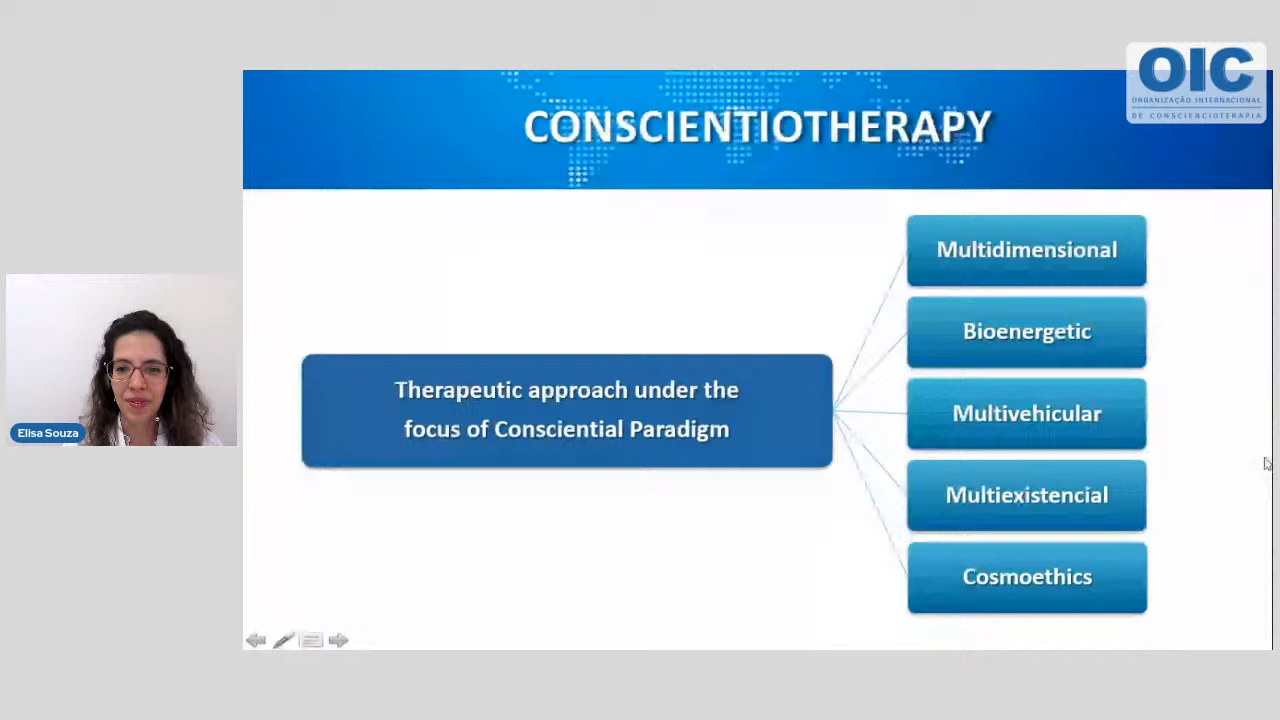 OIC
ORGANIZAÇÃO INTERNACIONAL
DE CONSCIENCIOTERAPIA
CONSCIENTIOTHERAPY
Multidimensional
Bioenergetic
Therapeutic approach under the
focus of Consciential Paradigm
Multivehicular
Multiexistencial
Cosmoethics
Elisa Souza